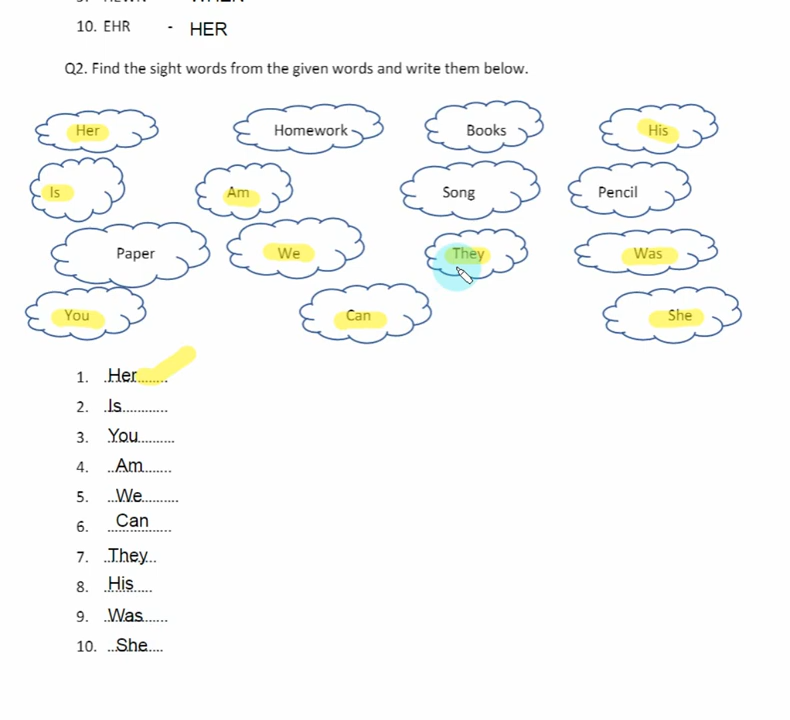 10. EHR - HER
Q2. Find the sight words from the given words and write them below.
Her Homework Books His
Is Am Song Pencil
Paper We They Was
You Can She
1. .Her........
2. .Is............
3. .You..........
4. ..Am.......
5. ...We..........
6. ..Can......
7. ..They...
8. .His.....
9. ..Was......
10. ..She....